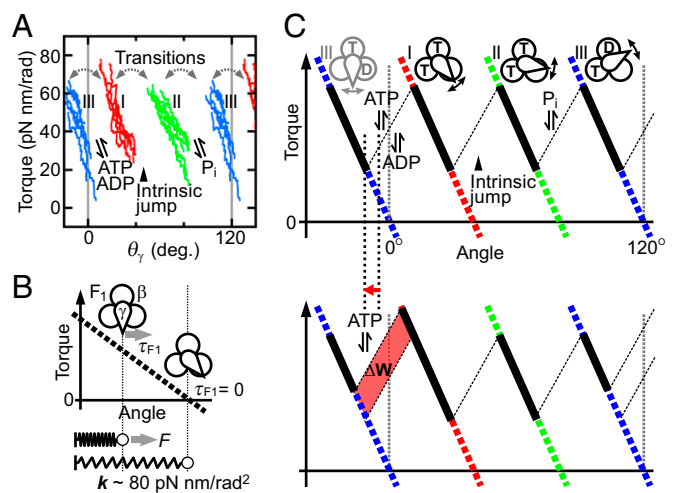 A
Transitions
80
60
40
20
0
Torque (pN nm/rad)
III
I
II
III
ATP
ADP
Intrinsic
jump
Pi
0
120
θγ (deg.)
B
F1
β
γ
τF1
τF1= 0
Torque
0
Angle
F
k ~ 80 pN nm/rad2
C
III
T
D
I
T
T
II
T
T
III
D
T
ATP
ADP
Pi
Intrinsic
jump
Torque
0
0o
Angle
120o
ATP
ΔW